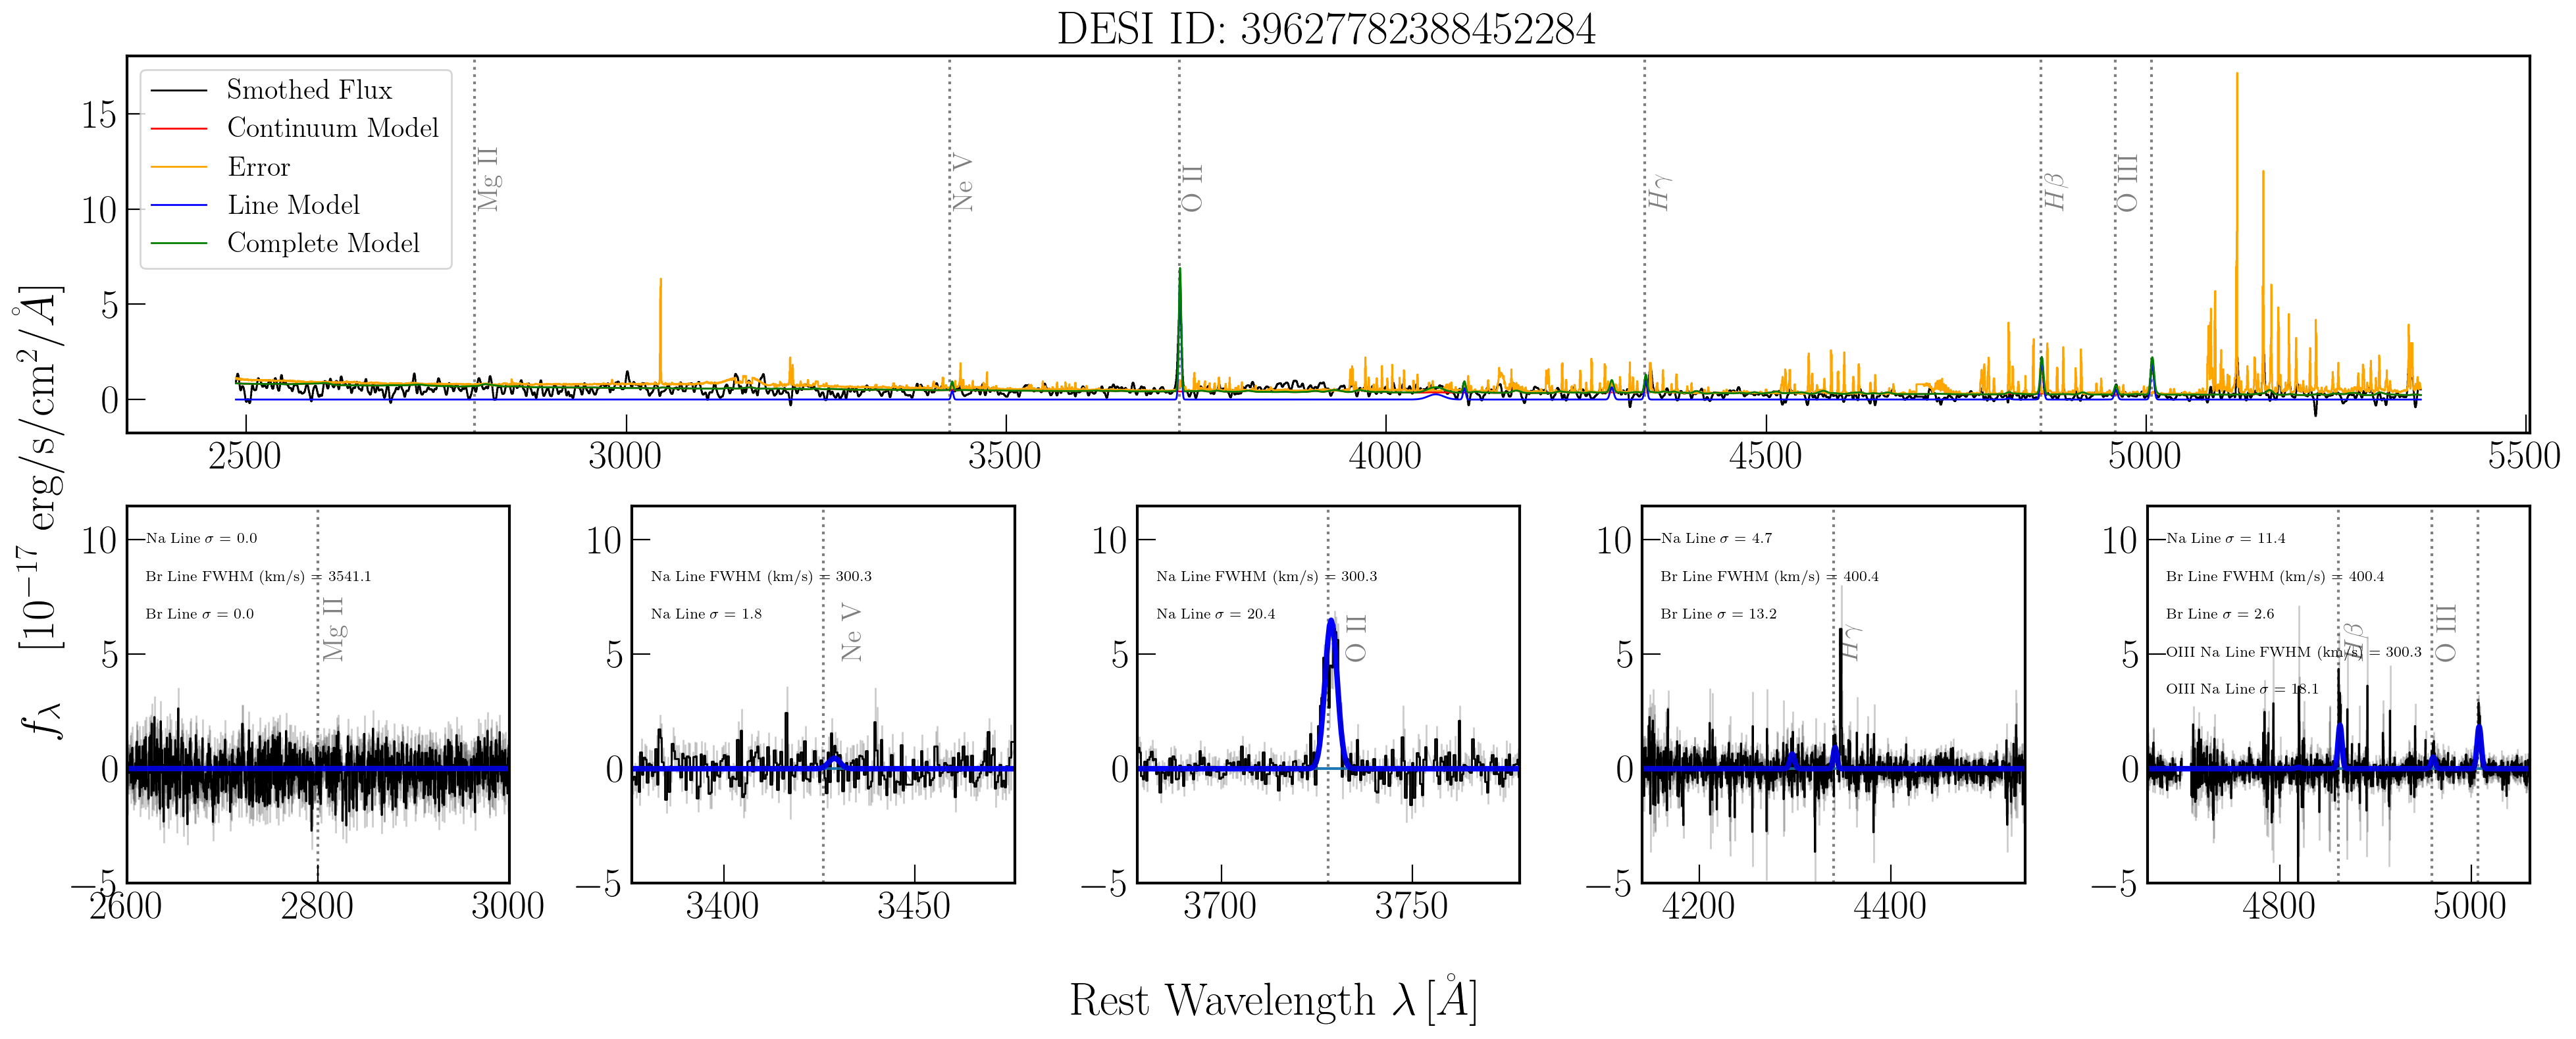 DESI ID: 39627782388452284
Smothed Flux
Continuum Model
Error
Line Model
Complete Model
Mg II
Ne V
O II
Hγ
Hβ
O III
15
10
5
0
2500
3000
3500
4000
4500
5000
5500
f_λ [10^{-17} erg/s/cm^2/Å]
10
5
0
−5
Na Line σ = 0.0
Br Line FWHM (km/s) = 3541.1
Br Line σ = 0.0
Mg II
2600
2800
3000
10
5
0
−5
Na Line FWHM (km/s) = 300.3
Na Line σ = 1.8
Ne V
3400
3450
10
5
0
−5
Na Line FWHM (km/s) = 300.3
Na Line σ = 20.4
O II
3700
3750
10
5
0
−5
Na Line σ = 4.7
Br Line FWHM (km/s) = 400.4
Br Line σ = 13.2
Hγ
4200
4400
10
5
0
−5
Na Line σ = 11.4
Br Line FWHM (km/s) = 400.4
Br Line σ = 2.6
OIII Na Line FWHM (km/s) = 300.3
OIII Na Line σ = 18.1
Hβ
O III
4800
5000
Rest Wavelength λ [Å]